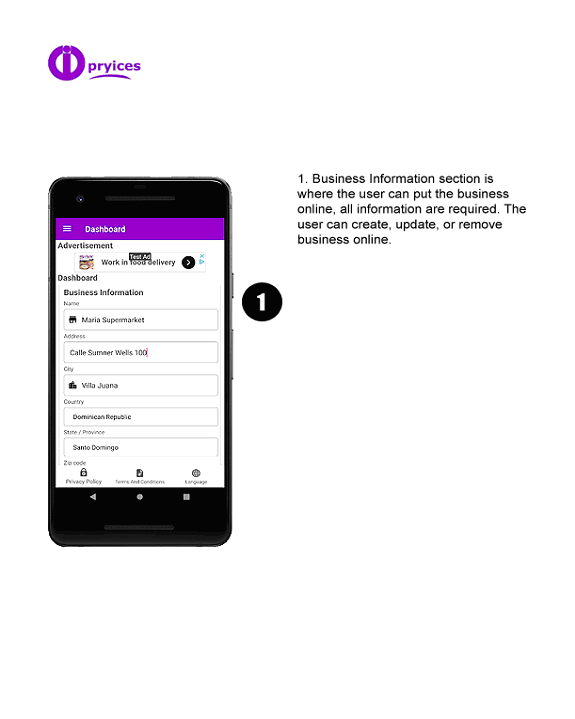 pryices
1. Business Information section is
where the user can put the business
online, all information are required. The
user can create, update, or remove
business online.
Dashboard
Advertisement
Test Ad
Work in food delivery
Dashboard
Business Information
Name
Maria Supermarket
Address
Calle Sumner Wells 100
City
Villa Juana
Country
Dominican Republic
State / Province
Santo Domingo
Zip code
Privacy Policy
Terms And Conditions
Language
1